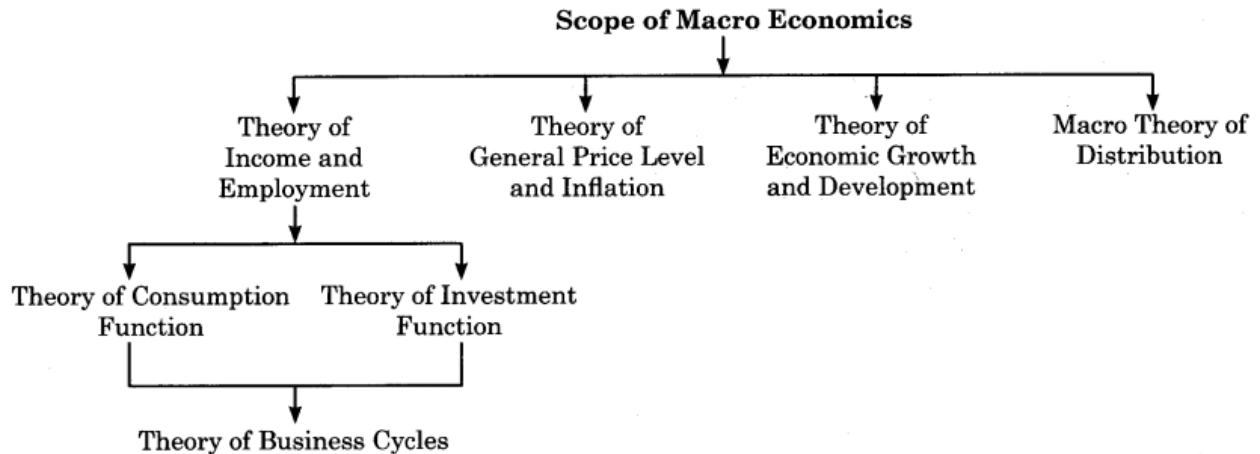 Scope of Macro Economics
Theory of
Income and
Employment
Theory of
General Price Level
and Inflation
Theory of
Economic Growth
and Development
Macro Theory of
Distribution
Theory of Consumption
Function
Theory of Investment
Function
Theory of Business Cycles